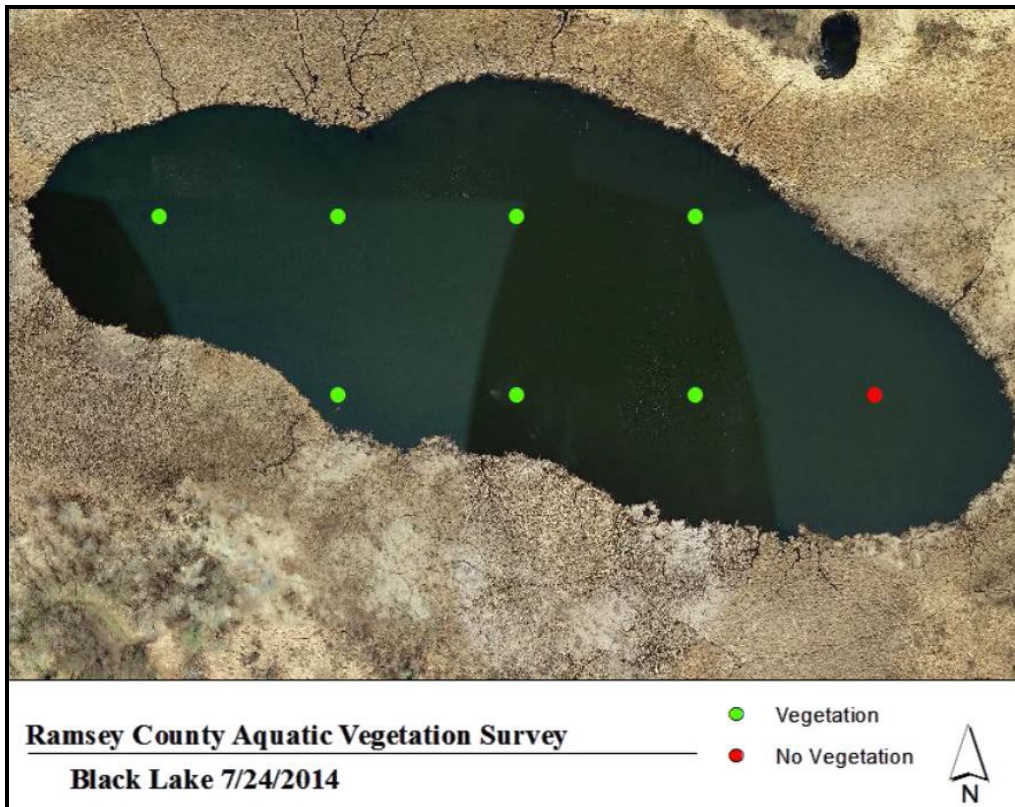 Ramsey County Aquatic Vegetation Survey
Black Lake 7/24/2014
Vegetation
No Vegetation
N